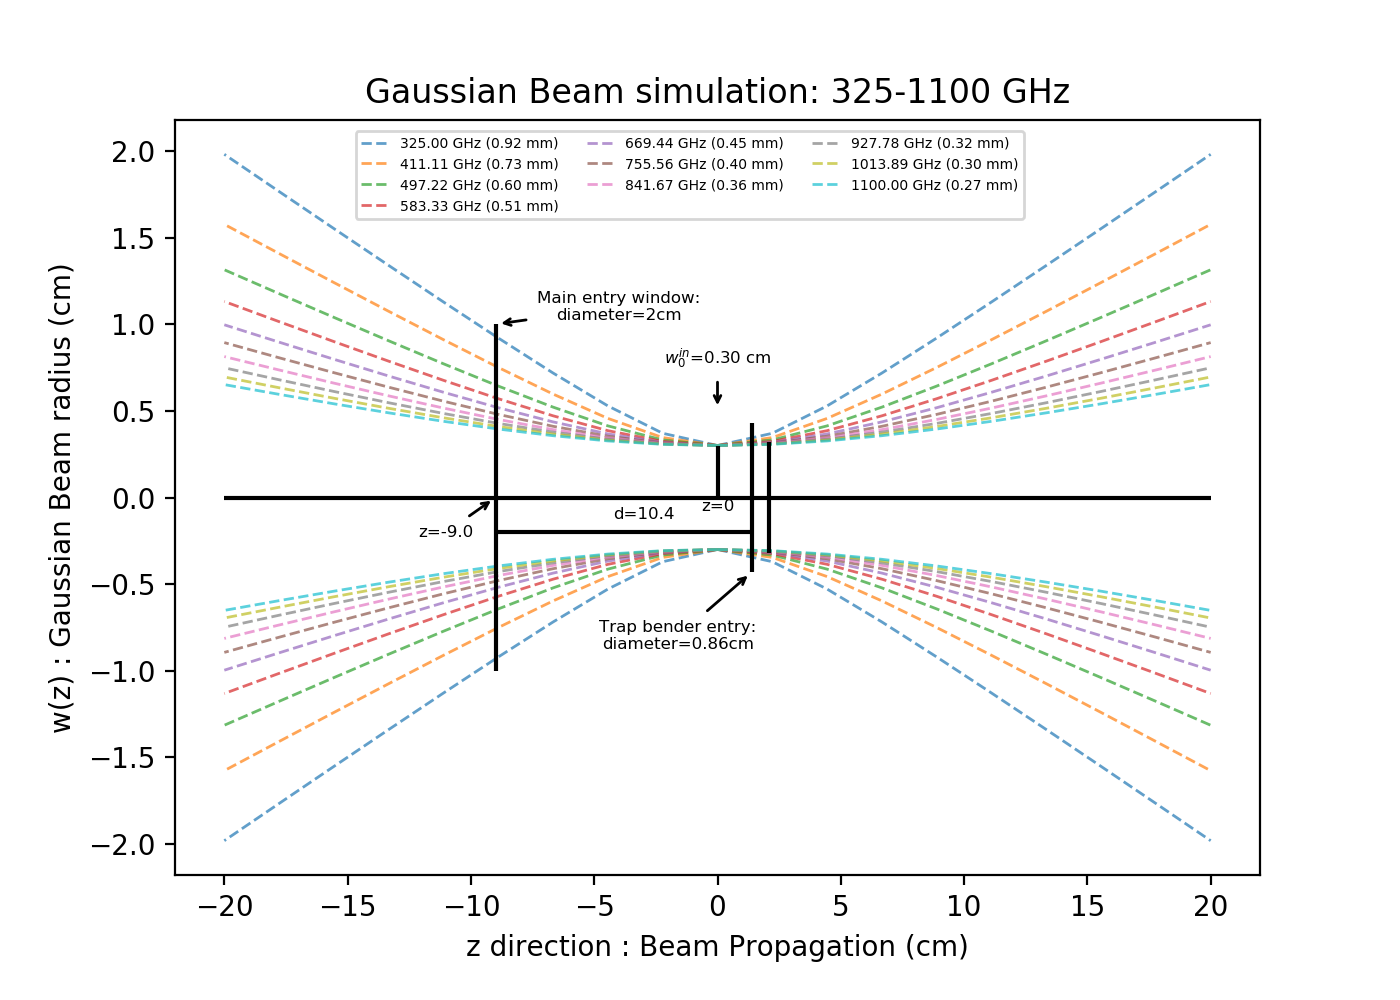 Gaussian Beam simulation: 325-1100 GHz
325.00 GHz (0.92 mm)
411.11 GHz (0.73 mm)
497.22 GHz (0.60 mm)
583.33 GHz (0.51 mm)
669.44 GHz (0.45 mm)
755.56 GHz (0.40 mm)
841.67 GHz (0.36 mm)
927.78 GHz (0.32 mm)
1013.89 GHz (0.30 mm)
1100.00 GHz (0.27 mm)
Main entry window:
diameter=2cm
w₀ⁱⁿ=0.30 cm
z=0
d=10.4
z=-9.0
Trap bender entry:
diameter=0.86cm
w(z) : Gaussian Beam radius (cm)
2.0
1.5
1.0
0.5
0.0
−0.5
−1.0
−1.5
−2.0
−20 −15 −10 −5 0 5 10 15 20
z direction : Beam Propagation (cm)